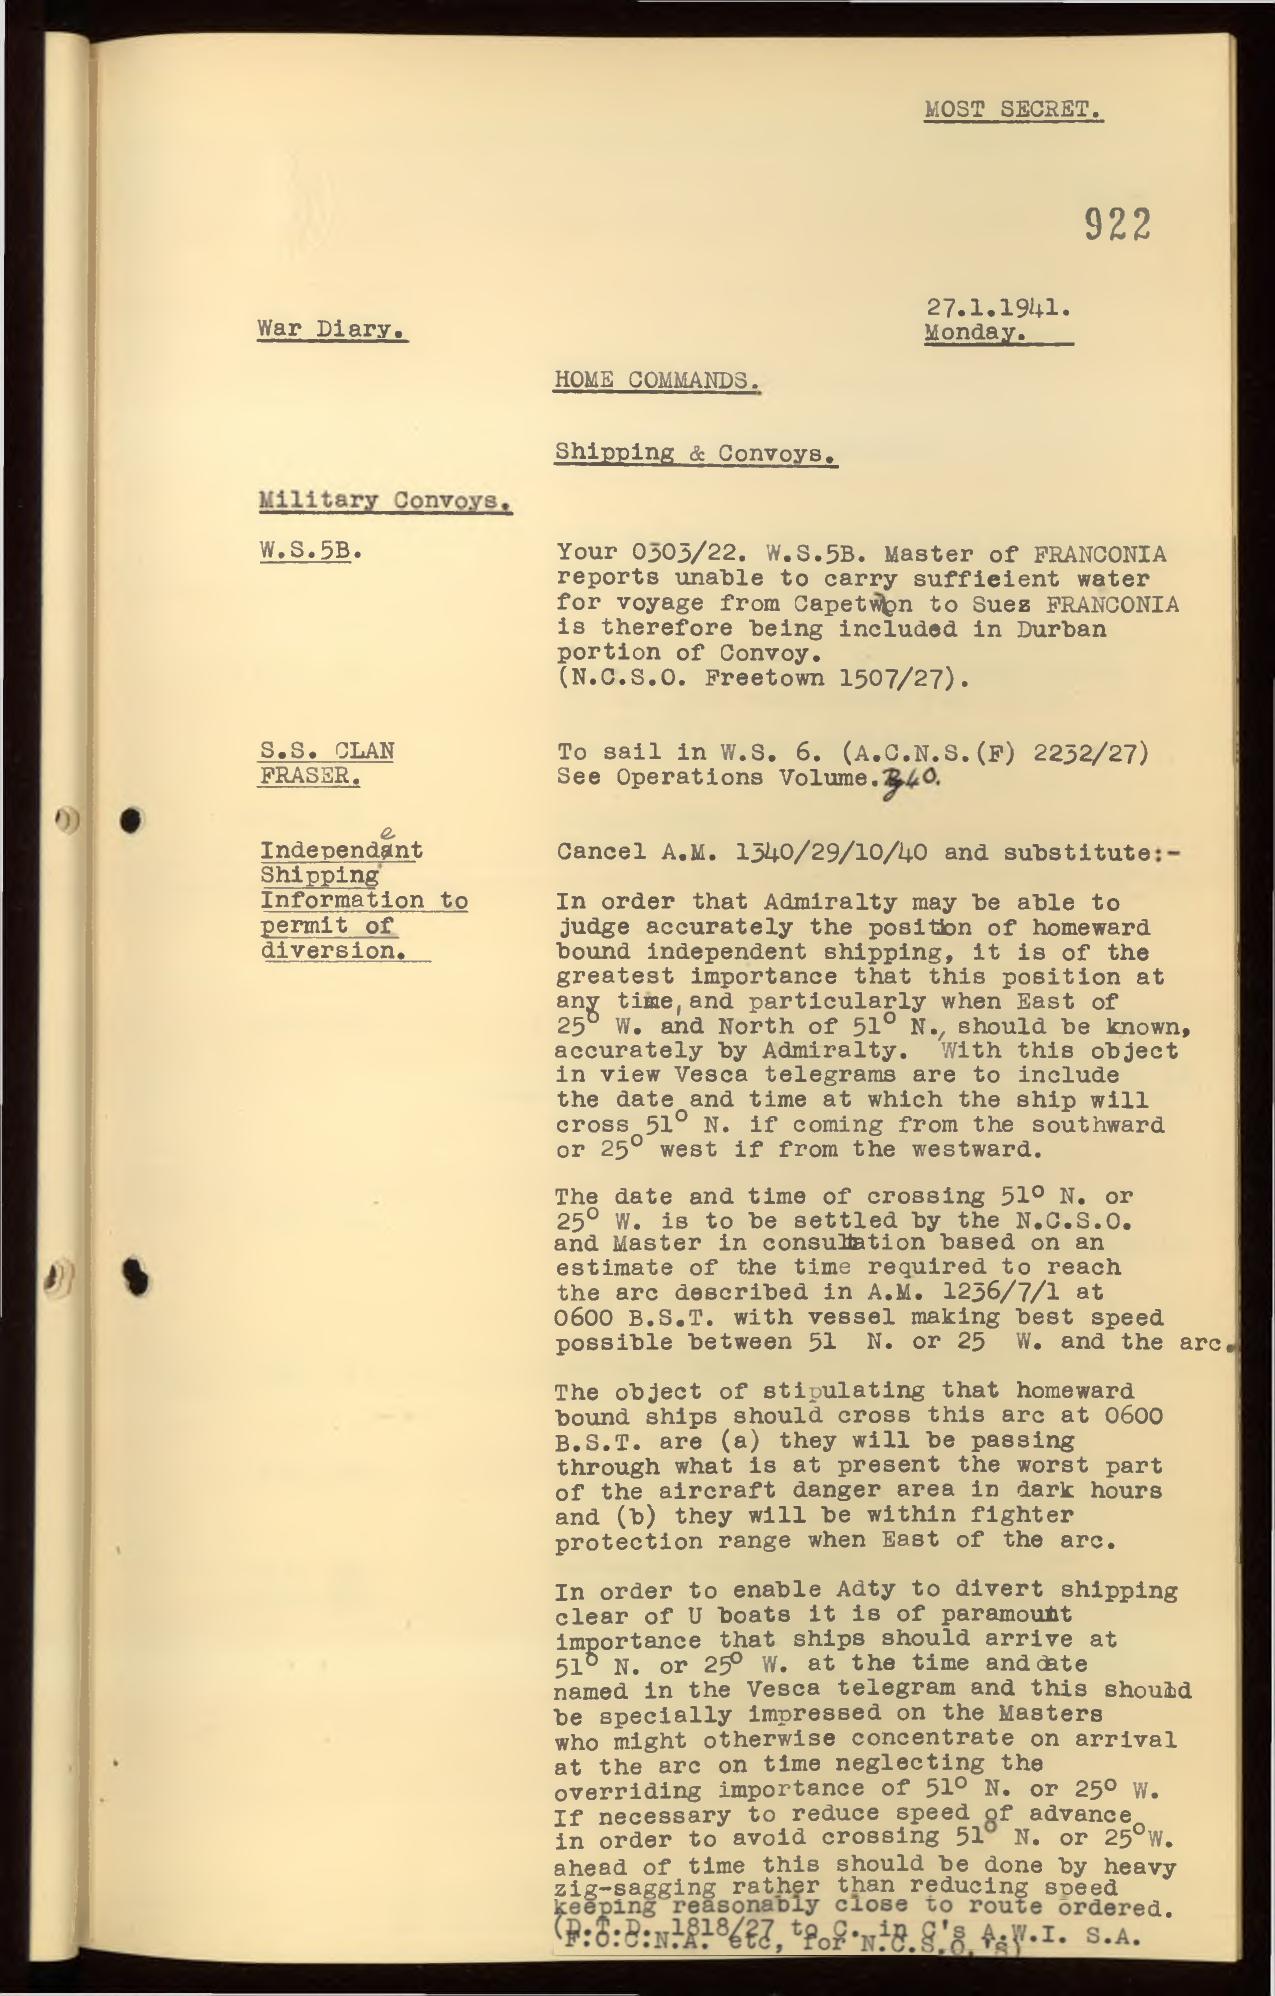 MOST SECRET.
922
27.1.1941.
Monday.
War Diary.
HOME COMMANDS.
Shipping & Convoys.
Military Convoys.
W.S.5B.
Your 0303/22. W.S.5B. Master of FRANCONIA
reports unable to carry suffieient water
for voyage from Capetwon to Suez FRANCONIA
is therefore being included in Durban
portion of Convoy.
(N.C.S.O. Freetown 1507/27).
S.S. CLAN
FRASER.
To sail in W.S. 6. (A.C.N.S.(F) 2232/27)
See Operations Volume.
Independent
Shipping
Information to
permit of
diversion.
Cancel A.M. 1340/29/10/40 and substitute:-
In order that Admiralty may be able to
judge accurately the position of homeward
bound independent shipping, it is of the
greatest importance that this position at
any time, and particularly when East of
25° W. and North of 51° N., should be known,
accurately by Admiralty. With this object
in view Vesca telegrams are to include
the date and time at which the ship will
cross 51° N. if coming from the southward
or 25° west if from the westward.
The date and time of crossing 51° N. or
25° W. is to be settled by the N.C.S.O.
and Master in consultation based on an
estimate of the time required to reach
the arc described in A.M. 1236/7/1 at
0600 B.S.T. with vessel making best speed
possible between 51 N. or 25 W. and the arc.
The object of stipulating that homeward
bound ships should cross this arc at 0600
B.S.T. are (a) they will be passing
through what is at present the worst part
of the aircraft danger area in dark hours
and (b) they will be within fighter
protection range when East of the arc.
In order to enable Adty to divert shipping
clear of U boats it is of paramount
importance that ships should arrive at
51° N. or 25° W. at the time and date
named in the Vesca telegram and this should
be specially impressed on the Masters
who might otherwise concentrate on arrival
at the arc on time neglecting the
overriding importance of 51° N. or 25° W.
If necessary to reduce speed of advance
in order to avoid crossing 51° N. or 25°W.
ahead of time this should be done by heavy
zig-sagging rather than reducing speed
keeping reasonably close to route ordered.
(D.T.D. 1818/27 to C. in C's A.W.I. S.A.
F.O.C.N.A. etc, for N.C.S.O.'s)